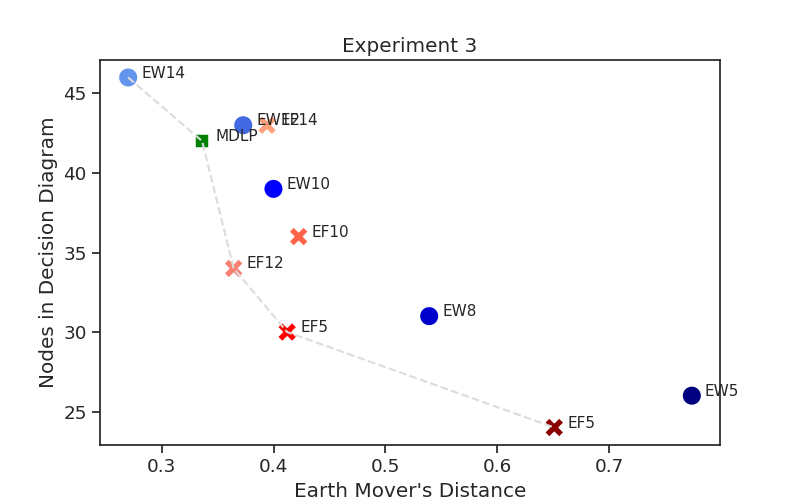 Experiment 3
EW14
EW12
EF14
MDLP
EW10
EF10
EF12
EF5
EW8
EF5
EW5
45
40
35
30
25
Nodes in Decision Diagram
0.3 0.4 0.5 0.6 0.7
Earth Mover's Distance